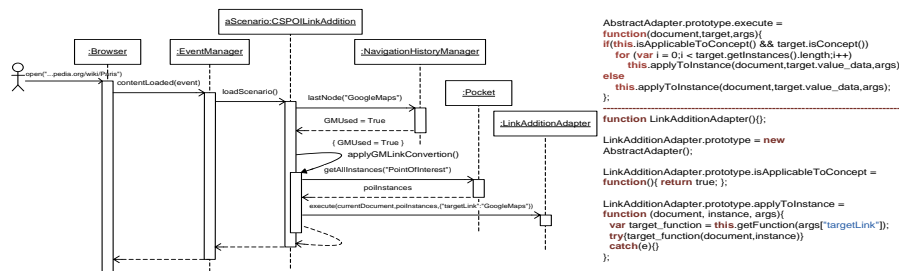 aScenario:CSPOILinkAddition
:Browser
:EventManager
:NavigationHistoryManager
open("...pedia.org/wiki/Paris")
contentLoaded(event)
loadScenario()
lastNode("GoogleMaps")
:Pocket
GMUsed = True
:LinkAdditionAdapter
{ GMUsed = True }
applyGMLinkConvertion()
getAllInstances("PointOfInterest")
poiInstances
execute(currentDocument,poiInstances,{"targetLink":"GoogleMaps"})
AbstractAdapter.prototype.execute =
function(document,target,args){
if(this.isApplicableToConcept() && target.isConcept())
for (var i = 0;i < target.getInstances().length;i++)
this.applyToInstance(document,target.value_data,args)
else
this.applyToInstance(document,target.value_data,args);
};
function LinkAdditionAdapter(){};
LinkAdditionAdapter.prototype = new
AbstractAdapter();
LinkAdditionAdapter.prototype.isApplicableToConcept =
function(){ return true; };
LinkAdditionAdapter.prototype.applyToInstance =
function (document, instance, args){
var target_function = this.getFunction(args["targetLink"]);
try{target_function(document,instance)}
catch(e){}
};